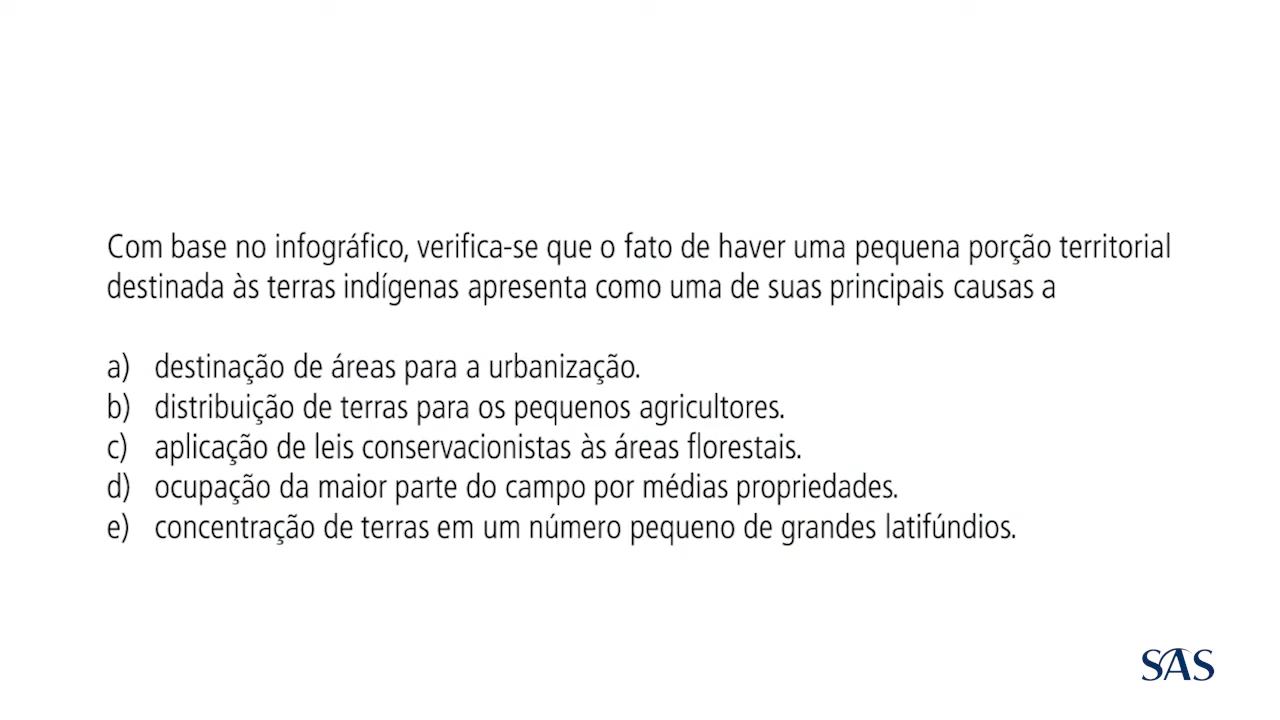 Com base no infográfico, verifica-se que o fato de haver uma pequena porção territorial
destinada às terras indígenas apresenta como uma de suas principais causas a
a) destinação de áreas para a urbanização.
b) distribuição de terras para os pequenos agricultores.
c) aplicação de leis conservacionistas às áreas florestais.
d) ocupação da maior parte do campo por médias propriedades.
e) concentração de terras em um número pequeno de grandes latifúndios.
SAS